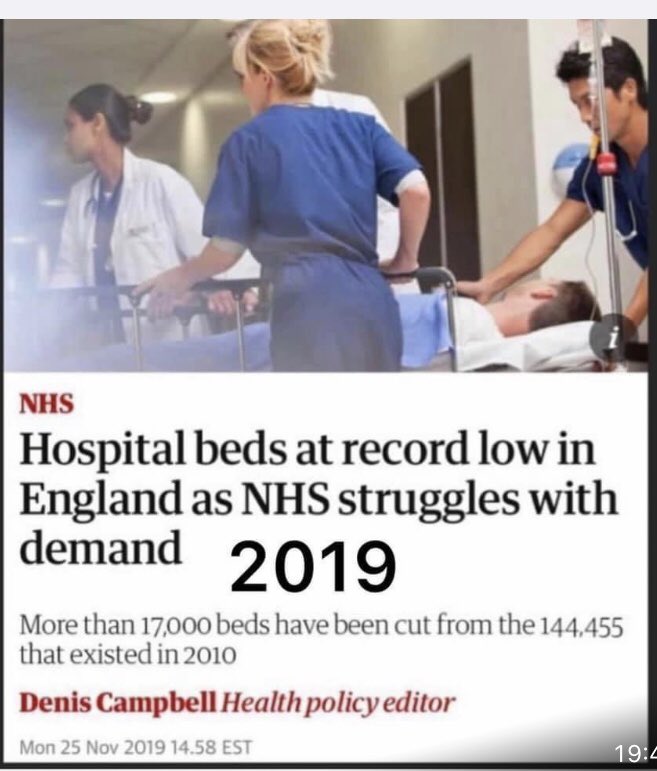 NHS
Hospital beds at record low in
England as NHS struggles with
demand 2019
More than 17,000 beds have been cut from the 144,455
that existed in 2010
Denis Campbell Health policy editor
Mon 25 Nov 2019 14.58 EST
i